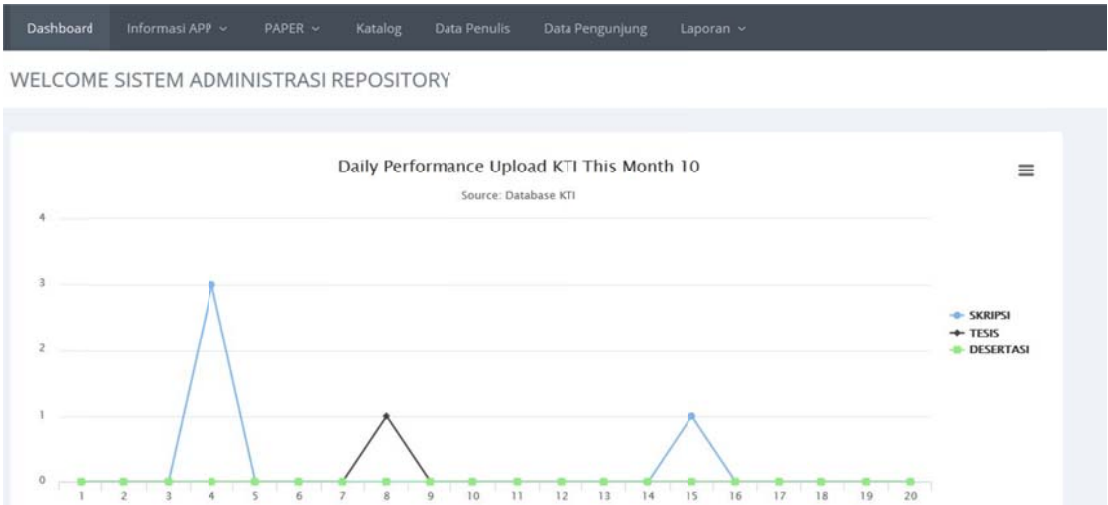 Dashboard Informasi APP PAPER Katalog Data Penulis Data Pengunjung Laporan
WELCOME SISTEM ADMINISTRASI REPOSITORY
Daily Performance Upload KTI This Month 10
Source: Database KTI
4
3
2
1
0
SKRIPSI
TESIS
DESERTASI
1 2 3 4 5 6 7 8 9 10 11 12 13 14 15 16 17 18 19 20